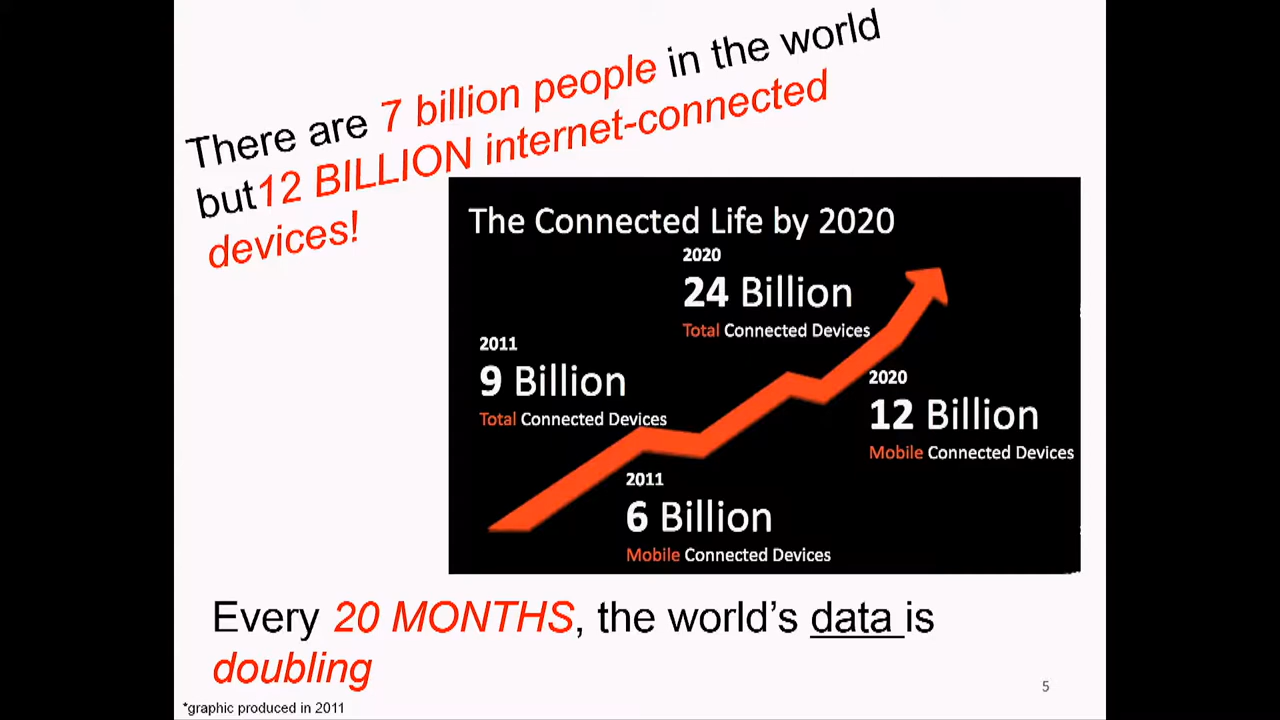 There are 7 billion people in the world
but12 BILLION internet-connected
devices!
The Connected Life by 2020
2020
24 Billion
Total Connected Devices
2011
9 Billion
Total Connected Devices
2020
12 Billion
Mobile Connected Devices
2011
6 Billion
Mobile Connected Devices
Every 20 MONTHS, the world’s data is
doubling
5
*graphic produced in 2011